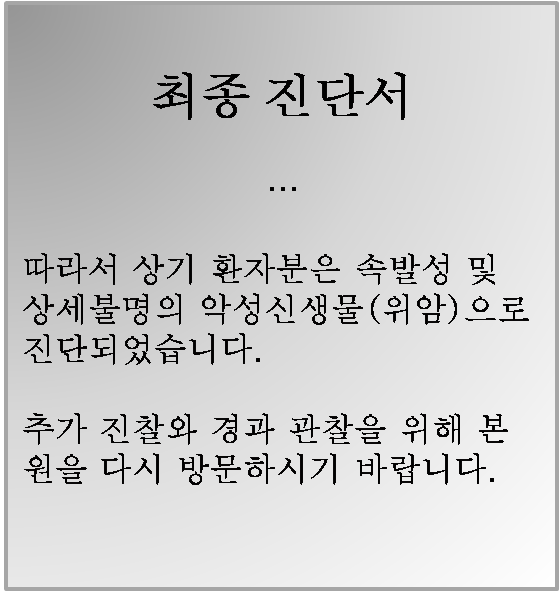 최종 진단서
...
따라서 상기 환자분은 속발성 및
상세불명의 악성신생물(위암)으로
진단되었습니다.
추가 진찰와 경과 관찰을 위해 본
원을 다시 방문하시기 바랍니다.